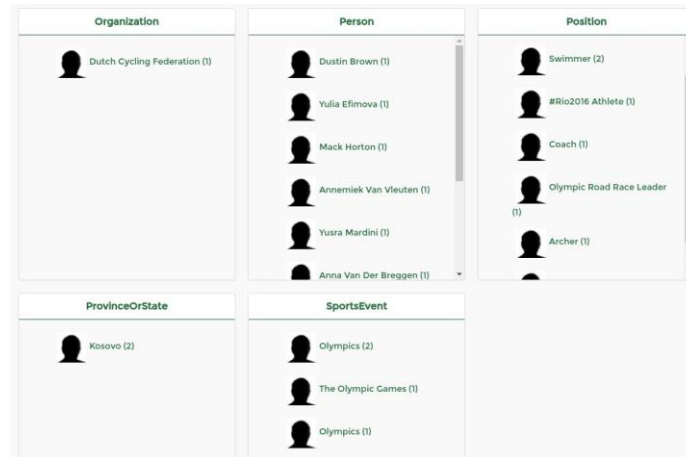 Organization
Dutch Cycling Federation (1)
Person
Dustin Brown (1)
Yulia Efimova (1)
Mack Horton (1)
Annemiek Van Vleuten (1)
Yusra Mardini (1)
Anna Van Der Breggen (1)
Position
Swimmer (2)
#Rio2016 Athlete (1)
Coach (1)
Olympic Road Race Leader
(1)
Archer (1)
ProvinceOrState
Kosovo (2)
SportsEvent
Olympics (2)
The Olympic Games (1)
Olympics (1)